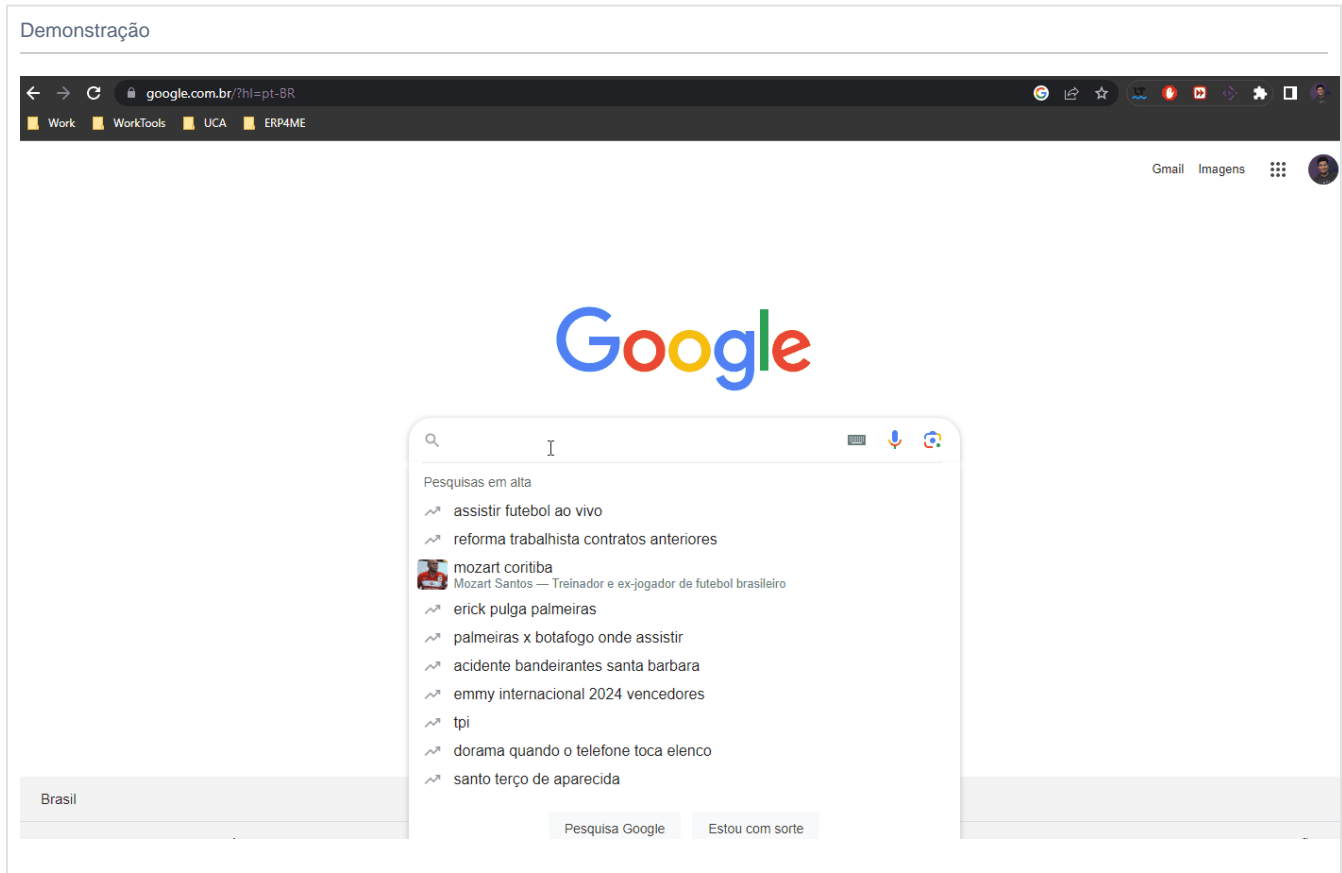 Demonstração
google.com.br/?hl=pt-BR
Work WorkTools UCA ERP4ME
Gmail Imagens
Google
Pesquisas em alta
assistir futebol ao vivo
reforma trabalhista contratos anteriores
mozart coritiba
Mozart Santos — Treinador e ex-jogador de futebol brasileiro
erick pulga palmeiras
palmeiras x botafogo onde assistir
acidente bandeirantes santa barbara
emmy internacional 2024 vencedores
tpi
dorama quando o telefone toca elenco
santo terço de aparecida
Brasil
Pesquisa Google Estou com sorte